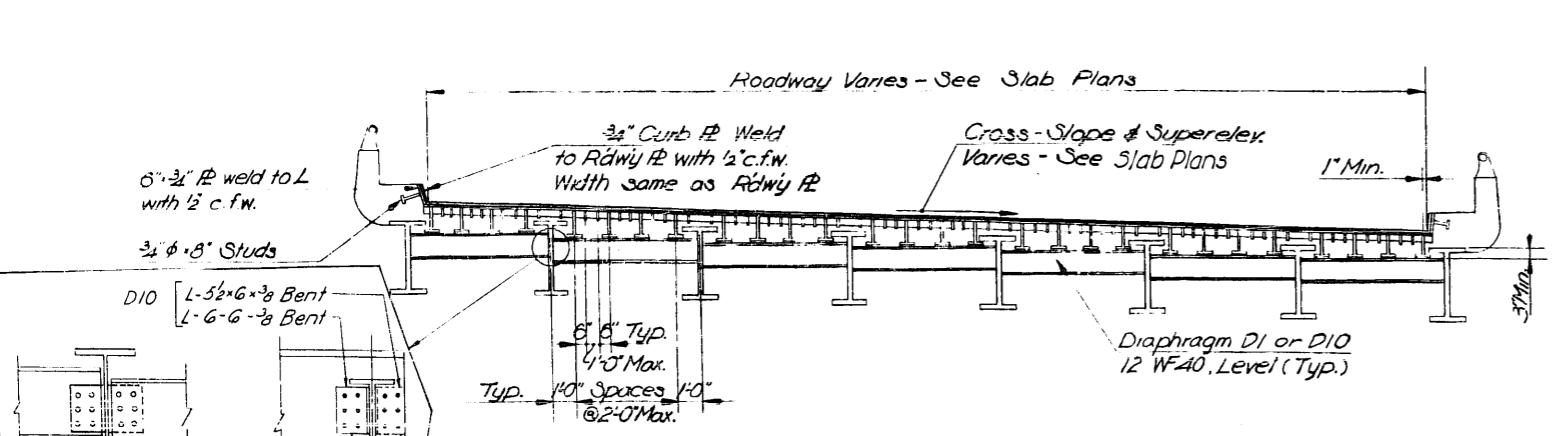 Roadway Varies - See Slab Plans
3/4" Curb PL Weld
to Rdw'y PL with 1/2" c.f.w.
Width same as Rdw'y PL
Cross-Slope & Superelev.
Varies - See Slab Plans
1" Min.
6" x 3/4" PL weld to L
with 1/2" c.f.w.
3/4" φ x 8" Studs
D10 [L-5 1/2 x 6 x 3/8 Bent
L-6-6-3/8 Bent
6" 6" Typ.
1'-0" Max.
Typ. 1'-0" Spaces 1'-0"
@2'-0" Max.
Diaphragm D1 or D10
12 WF40, Level (Typ.)
3" Min.